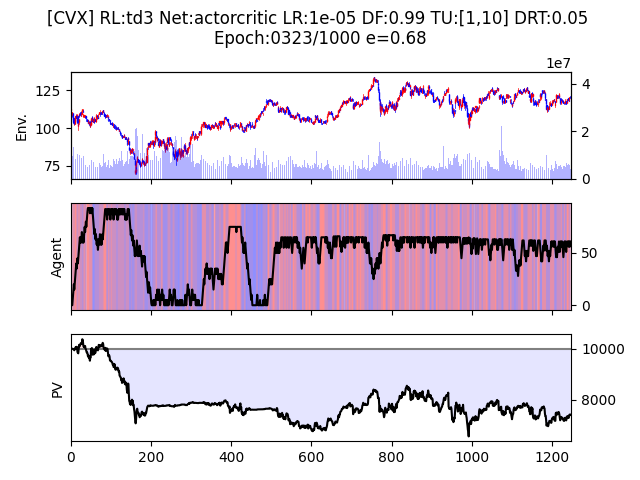 [CVX] RL:td3 Net:actorcritic LR:1e-05 DF:0.99 TU:[1,10] DRT:0.05
Epoch:0323/1000 e=0.68
1e7
Env.
125
100
75
4
2
0
Agent
50
0
PV
10000
8000
0 200 400 600 800 1000 1200